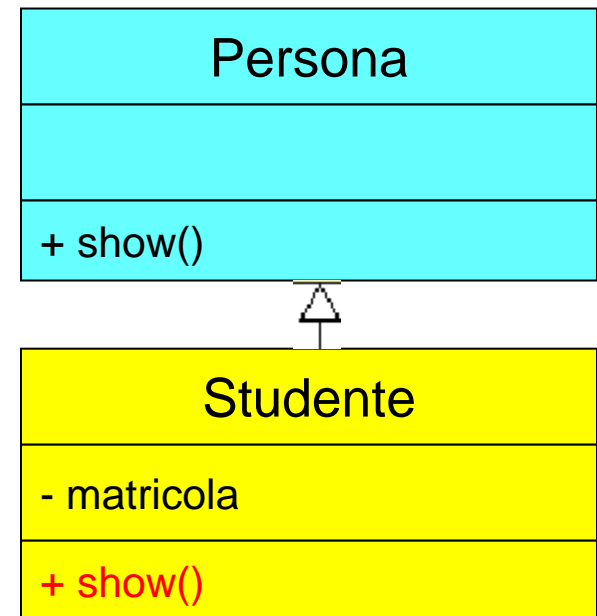 Persona
+ show()
Studente
- matricola
+ show()